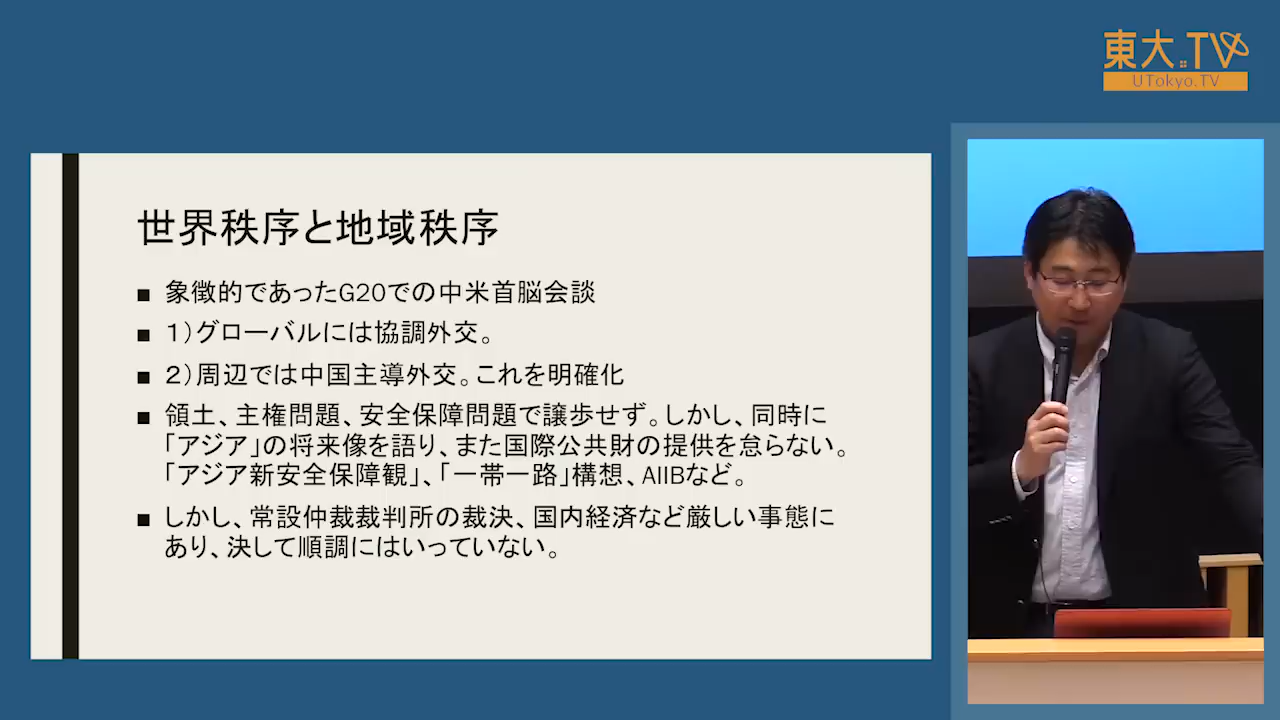 東大.TV
UTokyo.TV
世界秩序と地域秩序
■ 象徴的であったG20での中米首脳会談
■ 1)グローバルには協調外交。
■ 2)周辺では中国主導外交。これを明確化
■ 領土、主権問題、安全保障問題で譲歩せず。しかし、同時に
「アジア」の将来像を語り、また国際公共財の提供を怠らない。
「アジア新安全保障観」、「一帯一路」構想、AIIBなど。
■ しかし、常設仲裁裁判所の裁決、国内経済など厳しい事態に
あり、決して順調にはいっていない。